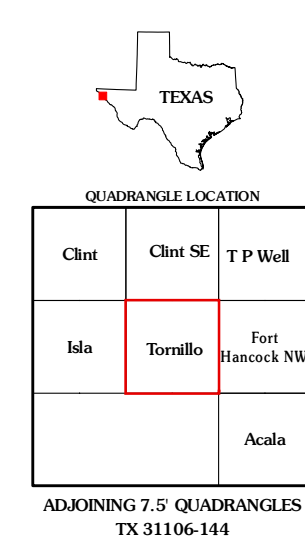 TEXAS
QUADRANGLE LOCATION
Clint
Clint SE
T P Well
Isla
Tornillo
Fort
Hancock NW
Acala
ADJOINING 7.5' QUADRANGLES
TX 31106-144